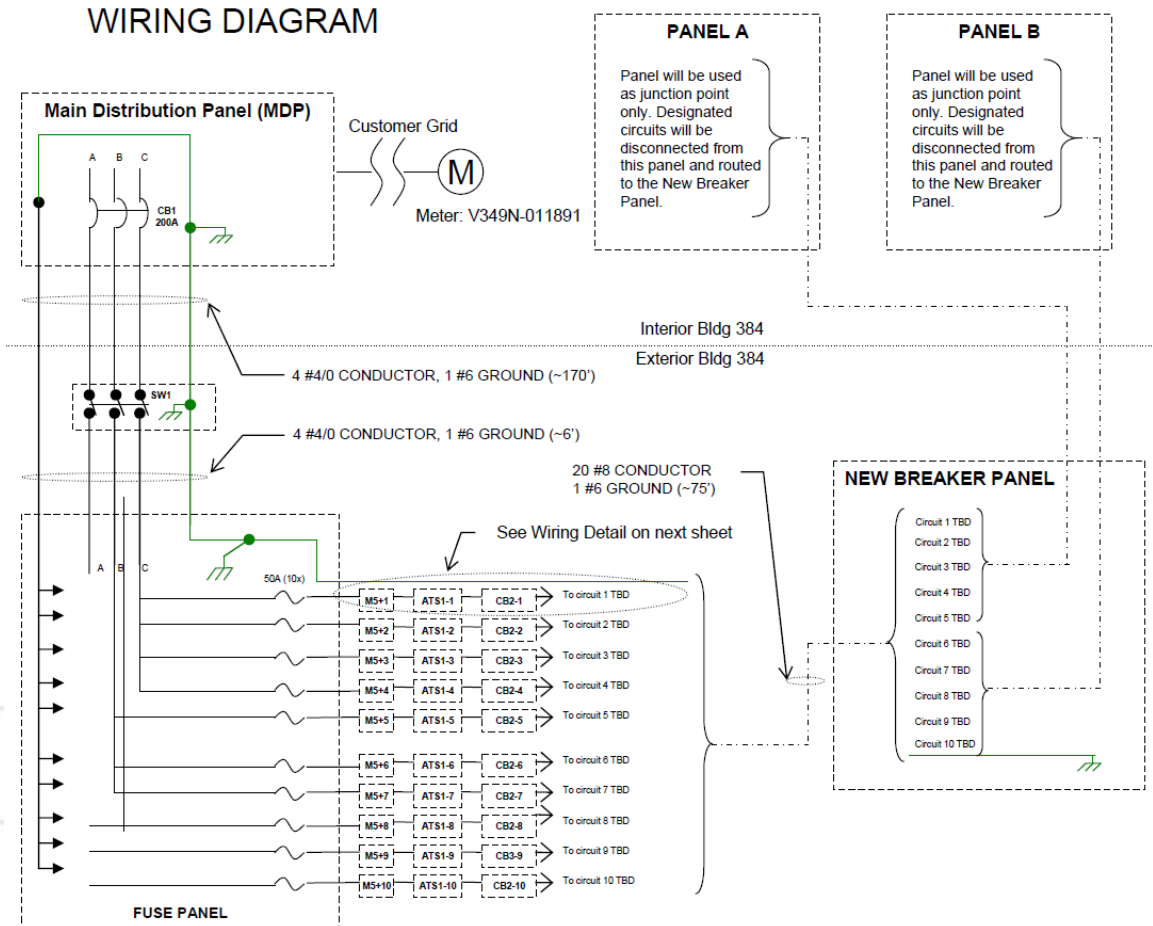 WIRING DIAGRAM
Main Distribution Panel (MDP)
A B C
CB1
200A
Customer Grid
M
Meter: V349N-011891
PANEL A
Panel will be used
as junction point
only. Designated
circuits will be
disconnected from
this panel and routed
to the New Breaker
Panel.
PANEL B
Panel will be used
as junction point
only. Designated
circuits will be
disconnected from
this panel and routed
to the New Breaker
Panel.
Interior Bldg 384
Exterior Bldg 384
4 #4/0 CONDUCTOR, 1 #6 GROUND (~170')
SW1
4 #4/0 CONDUCTOR, 1 #6 GROUND (~6')
20 #8 CONDUCTOR
1 #6 GROUND (~75')
See Wiring Detail on next sheet
A B C
50A (10x)
M5+1 ATS1-1 CB2-1 To circuit 1 TBD
M5+2 ATS1-2 CB2-2 To circuit 2 TBD
M5+3 ATS1-3 CB2-3 To circuit 3 TBD
M5+4 ATS1-4 CB2-4 To circuit 4 TBD
M5+5 ATS1-5 CB2-5 To circuit 5 TBD
M5+6 ATS1-6 CB2-6 To circuit 6 TBD
M5+7 ATS1-7 CB2-7 To circuit 7 TBD
M5+8 ATS1-8 CB2-8 To circuit 8 TBD
M5+9 ATS1-9 CB3-9 To circuit 9 TBD
M5+10 ATS1-10 CB2-10 To circuit 10 TBD
FUSE PANEL
NEW BREAKER PANEL
Circuit 1 TBD
Circuit 2 TBD
Circuit 3 TBD
Circuit 4 TBD
Circuit 5 TBD
Circuit 6 TBD
Circuit 7 TBD
Circuit 8 TBD
Circuit 9 TBD
Circuit 10 TBD